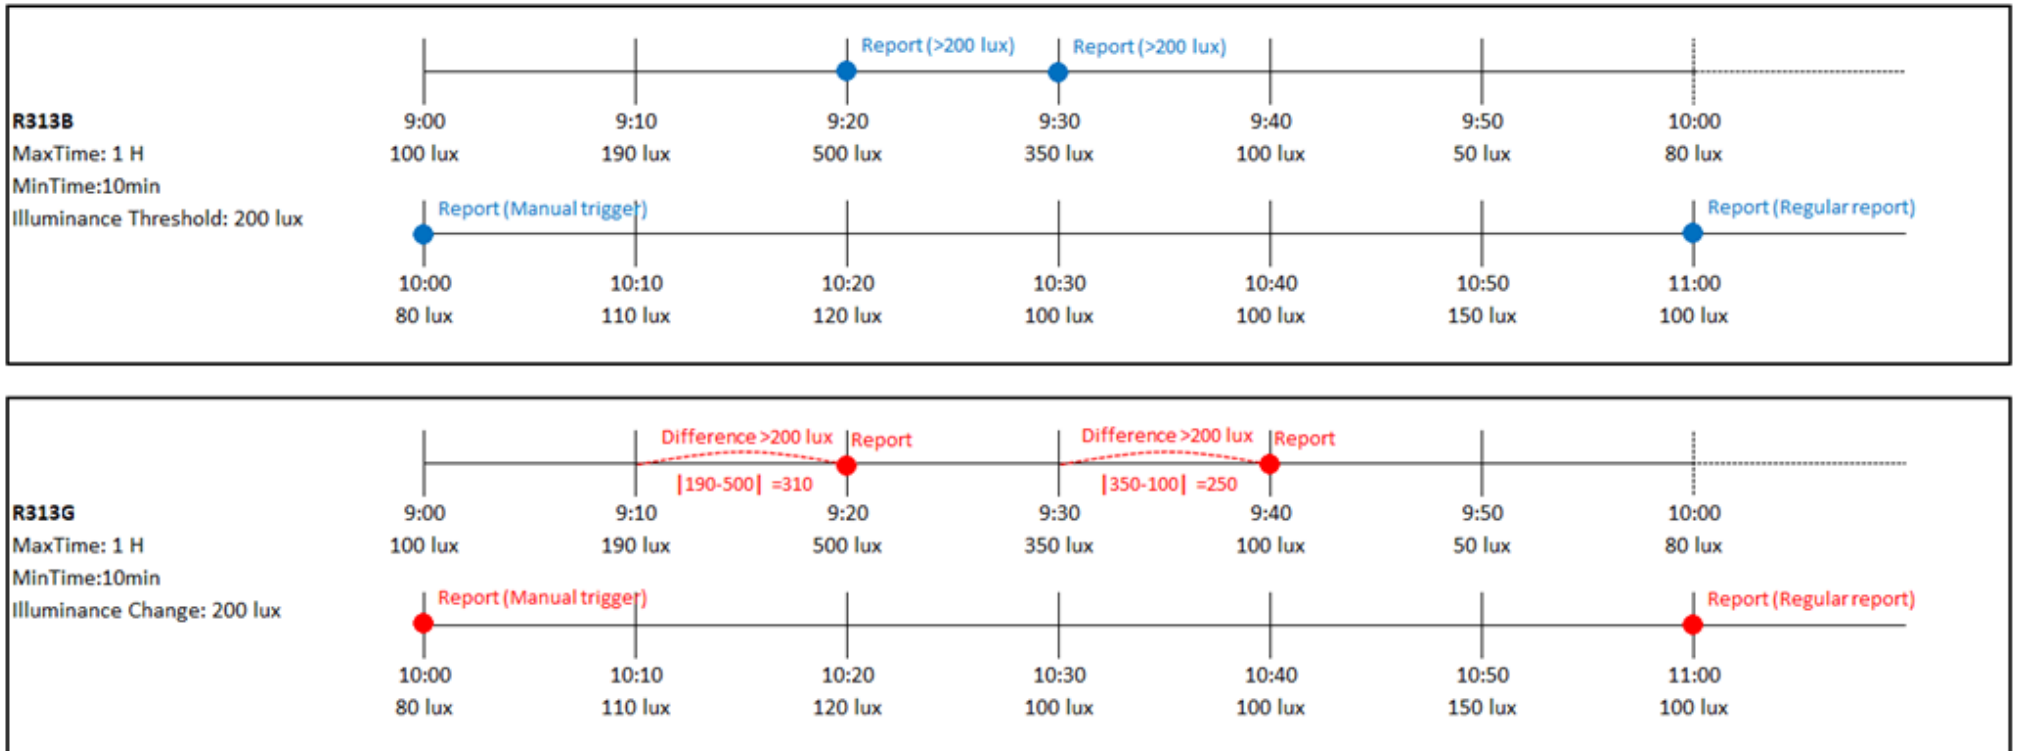 Report (>200 lux) Report (>200 lux)
R313B 9:00 9:10 9:20 9:30 9:40 9:50 10:00
MaxTime: 1 H 100 lux 190 lux 500 lux 350 lux 100 lux 50 lux 80 lux
MinTime:10min
Illuminance Threshold: 200 lux Report (Manual trigger) Report (Regular report)
10:00 10:10 10:20 10:30 10:40 10:50 11:00
80 lux 110 lux 120 lux 100 lux 100 lux 150 lux 100 lux
Difference >200 lux Report Difference >200 lux Report
|190-500| =310 |350-100| =250
R313G 9:00 9:10 9:20 9:30 9:40 9:50 10:00
MaxTime: 1 H 100 lux 190 lux 500 lux 350 lux 100 lux 50 lux 80 lux
MinTime:10min
Illuminance Change: 200 lux Report (Manual trigger) Report (Regular report)
10:00 10:10 10:20 10:30 10:40 10:50 11:00
80 lux 110 lux 120 lux 100 lux 100 lux 150 lux 100 lux